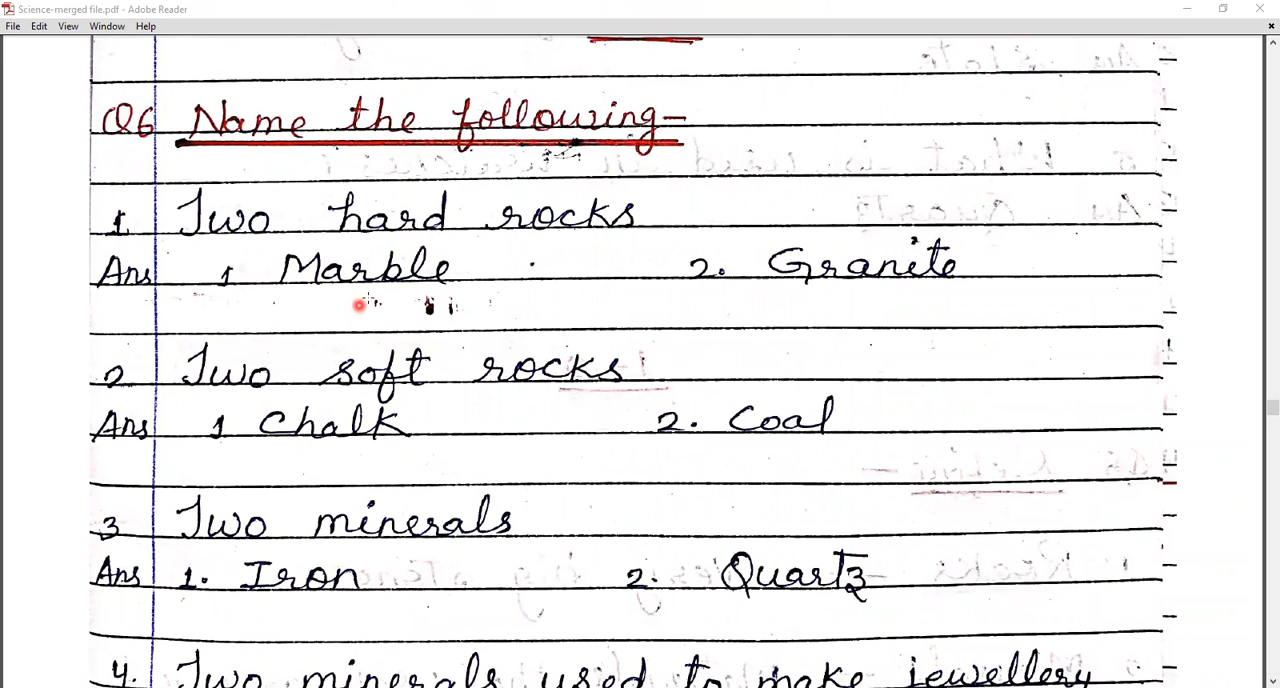 Science-merged file.pdf - Adobe Reader
File Edit View Window Help
Q6 Name the following-
1. Two hard rocks
Ans 1 Marble 2. Granite
2 Two soft rocks
Ans 1 Chalk 2. Coal
3 Two minerals
Ans 1. Iron 2. Quartz
4. Two minerals used to make jewellery